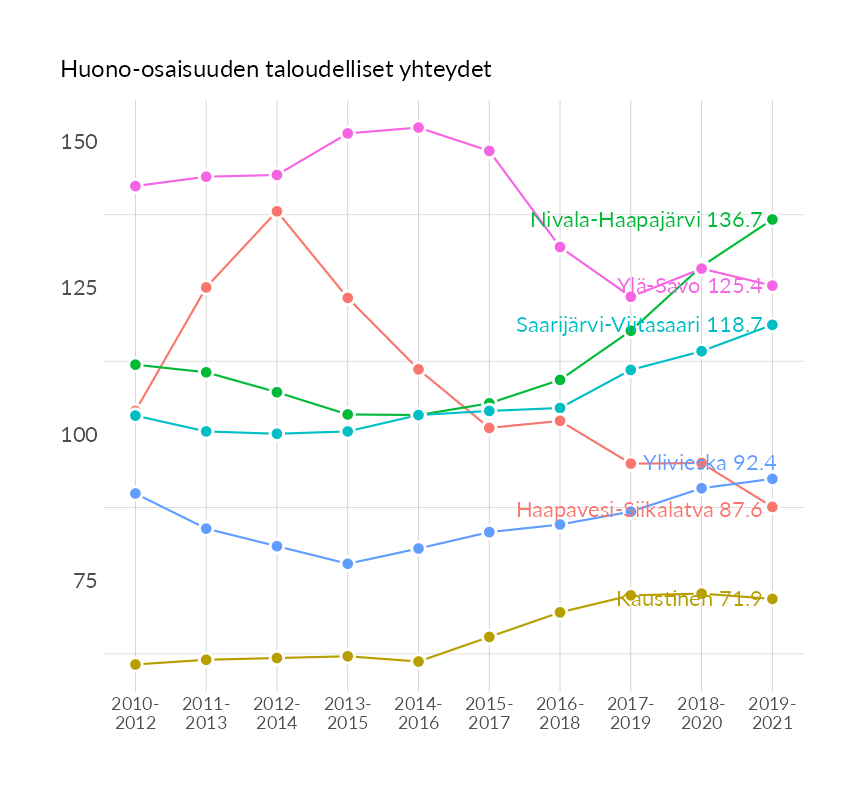 Huono-osaisuuden taloudelliset yhteydet
150
Nivala-Haapajärvi 136.7
125
Ylä-Savo 125.4
Saarijärvi-Viitasaari 118.7
100
Ylivieska 92.4
Haapavesi-Siikalatva 87.6
75
Kaustinen 71.9
2010- 2011- 2012- 2013- 2014- 2015- 2016- 2017- 2018- 2019-
2012 2013 2014 2015 2016 2017 2018 2019 2020 2021